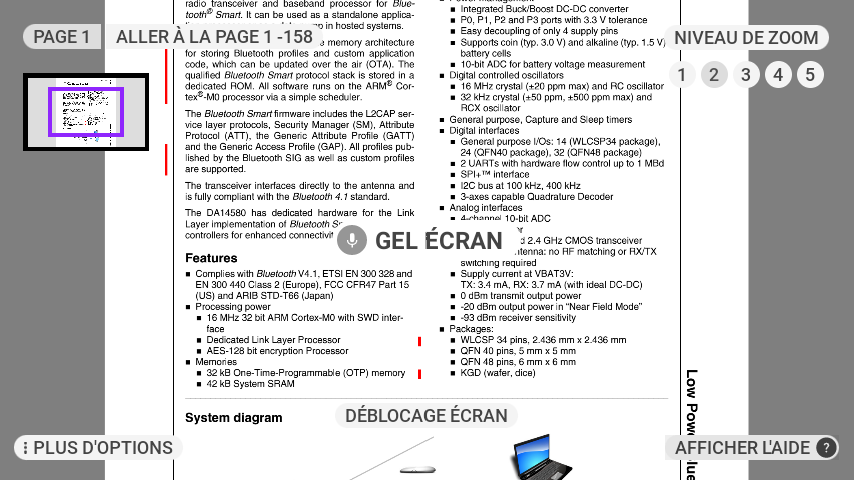 PAGE 1
ALLER À LA PAGE 1 -158
NIVEAU DE ZOOM
1 2 3 4 5
radio transceiver and baseband processor for Blue-
tooth® Smart. It can be used as a standalone applica-
in hosted systems.
memory architecture
for storing Bluetooth profiles and custom application
code, which can be updated over the air (OTA). The
qualified Bluetooth Smart protocol stack is stored in a
dedicated ROM. All software runs on the ARM® Cor-
tex®-M0 processor via a simple scheduler.
The Bluetooth Smart firmware includes the L2CAP ser-
vice layer protocols, Security Manager (SM), Attribute
Protocol (ATT), the Generic Attribute Profile (GATT)
and the Generic Access Profile (GAP). All profiles pub-
lished by the Bluetooth SIG as well as custom profiles
are supported.
The transceiver interfaces directly to the antenna and
is fully compliant with the Bluetooth 4.1 standard.
The DA14580 has dedicated hardware for the Link
Layer implementation of Bluetooth
controllers for enhanced
Features
■ Complies with Bluetooth V4.1, ETSI EN 300 328 and
EN 300 440 Class 2 (Europe), FCC CFR47 Part 15
(US) and ARIB STD-T66 (Japan)
■ Processing power
■ 16 MHz 32 bit ARM Cortex-M0 with SWD inter-
face
■ Dedicated Link Layer Processor
■ AES-128 bit encryption Processor
■ Memories
■ 32 kB One-Time-Programmable (OTP) memory
■ 42 kB System SRAM
■ Integrated Buck/Boost DC-DC converter
■ P0, P1, P2 and P3 ports with 3.3 V tolerance
■ Easy decoupling of only 4 supply pins
■ Supports coin (typ. 3.0 V) and alkaline (typ. 1.5 V)
battery cells
■ 10-bit ADC for battery voltage measurement
■ Digital controlled oscillators
■ 16 MHz crystal (±20 ppm max) and RC oscillator
■ 32 kHz crystal (±50 ppm, ±500 ppm max) and
RCX oscillator
■ General purpose, Capture and Sleep timers
■ Digital interfaces
■ General purpose I/Os: 14 (WLCSP34 package),
24 (QFN40 package), 32 (QFN48 package)
■ 2 UARTs with hardware flow control up to 1 MBd
■ SPI+™ interface
■ I2C bus at 100 kHz, 400 kHz
■ 3-axes capable Quadrature Decoder
■ Analog interfaces
■ 4-channel 10-bit ADC
2.4 GHz CMOS transceiver
no RF matching or RX/TX
switching required
■ Supply current at VBAT3V:
TX: 3.4 mA, RX: 3.7 mA (with ideal DC-DC)
■ 0 dBm transmit output power
■ -20 dBm output power in “Near Field Mode”
■ -93 dBm receiver sensitivity
■ Packages:
■ WLCSP 34 pins, 2.436 mm x 2.436 mm
■ QFN 40 pins, 5 mm x 5 mm
■ QFN 48 pins, 6 mm x 6 mm
■ KGD (wafer, dice)
GEL ÉCRAN
System diagram
DÉBLOCAGE ÉCRAN
PLUS D'OPTIONS
AFFICHER L'AIDE ?
Low